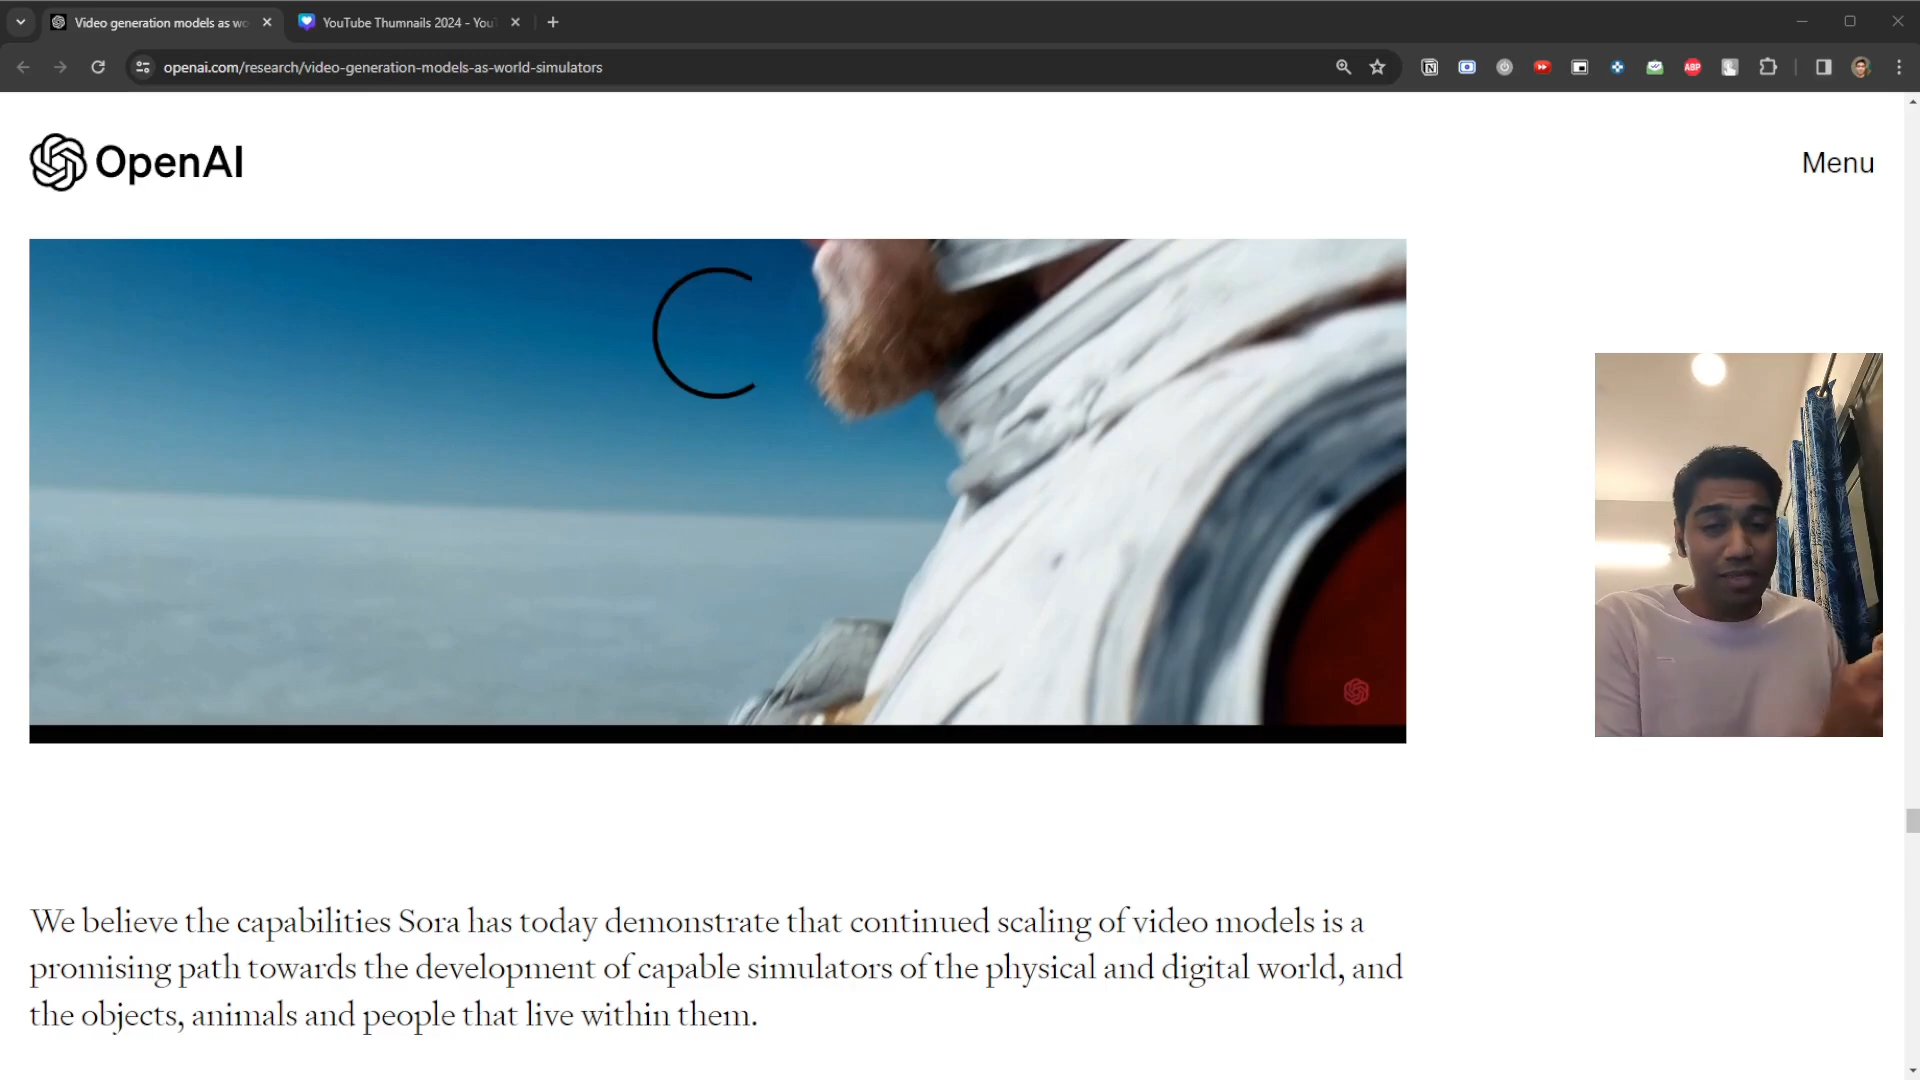 Video generation models as wo
YouTube Thumnails 2024 - You
openai.com/research/video-generation-models-as-world-simulators
ABP
OpenAI
Menu
We believe the capabilities Sora has today demonstrate that continued scaling of video models is a
promising path towards the development of capable simulators of the physical and digital world, and
the objects, animals and people that live within them.